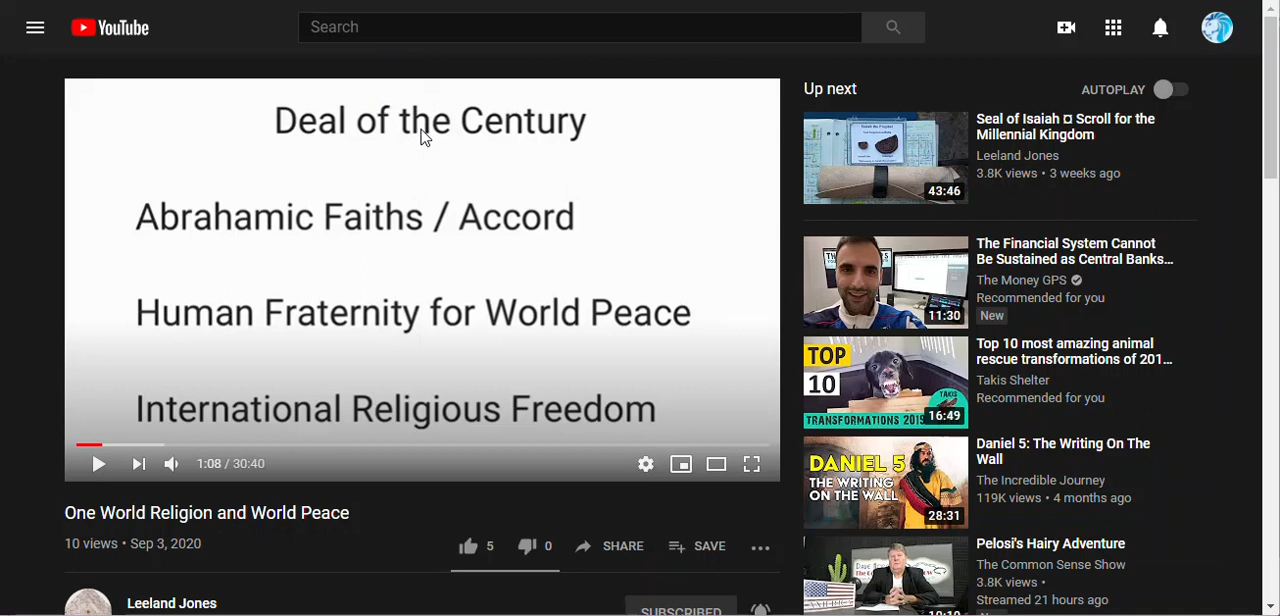 YouTube
Search
Deal of the Century
Abrahamic Faiths / Accord
Human Fraternity for World Peace
International Religious Freedom
1:08 / 30:40
One World Religion and World Peace
10 views • Sep 3, 2020
5
0
SHARE
SAVE
Leeland Jones
SUBSCRIBED
Up next
AUTOPLAY
43:46
Seal of Isaiah ¤ Scroll for the
Millennial Kingdom
Leeland Jones
3.8K views • 3 weeks ago
11:30
The Financial System Cannot
Be Sustained as Central Banks...
The Money GPS
Recommended for you
New
TOP
10
TRANSFORMATIONS 2019
16:49
Top 10 most amazing animal
rescue transformations of 201...
Takis Shelter
Recommended for you
DANIEL 5
THE WRITING
ON THE WALL
28:31
Daniel 5: The Writing On The
Wall
The Incredible Journey
119K views • 4 months ago
Pelosi's Hairy Adventure
The Common Sense Show
3.8K views •
Streamed 21 hours ago